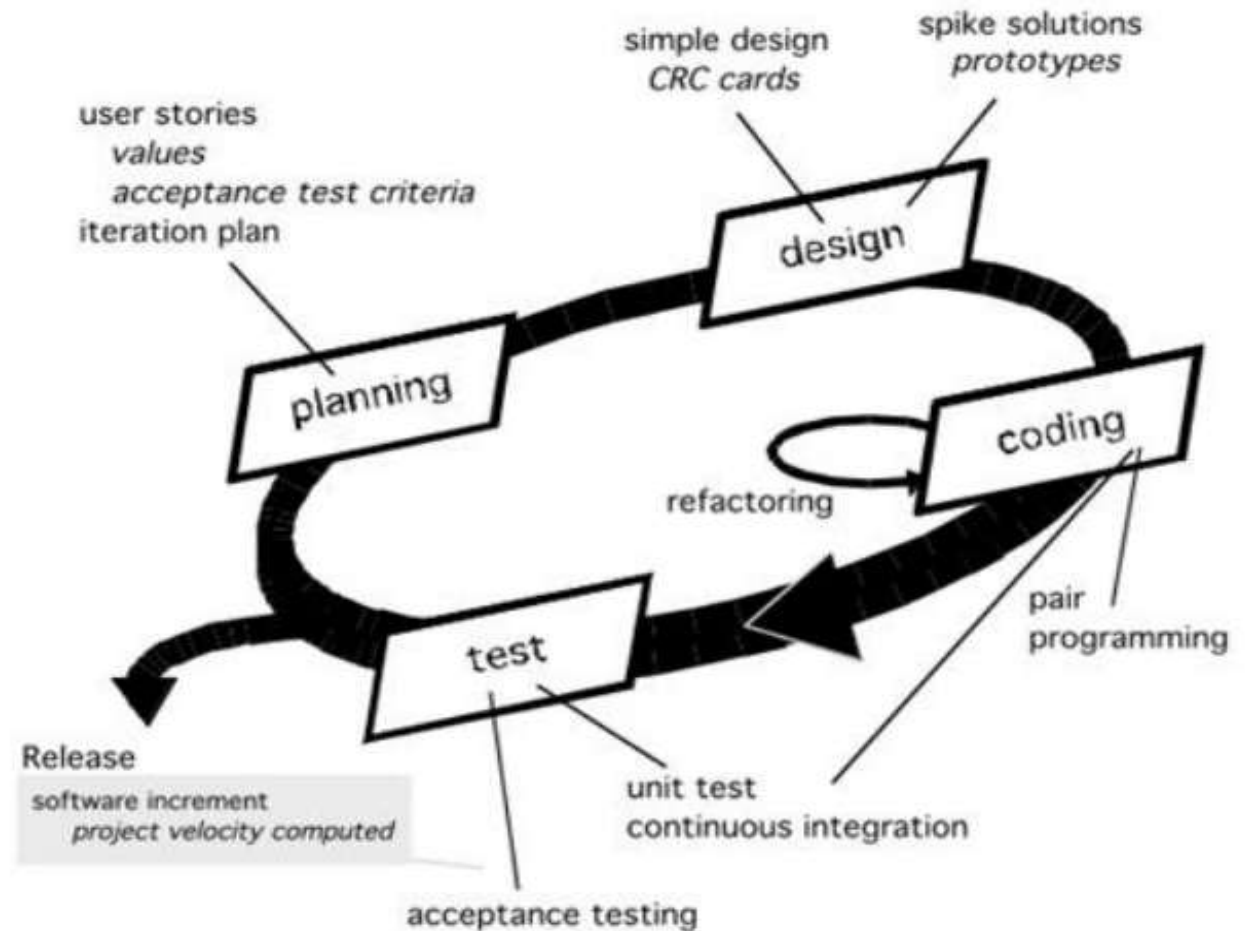 simple design
CRC cards
spike solutions
prototypes
user stories
values
acceptance test criteria
iteration plan
design
planning
coding
refactoring
test
pair
programming
Release
software increment
project velocity computed
unit test
continuous integration
acceptance testing